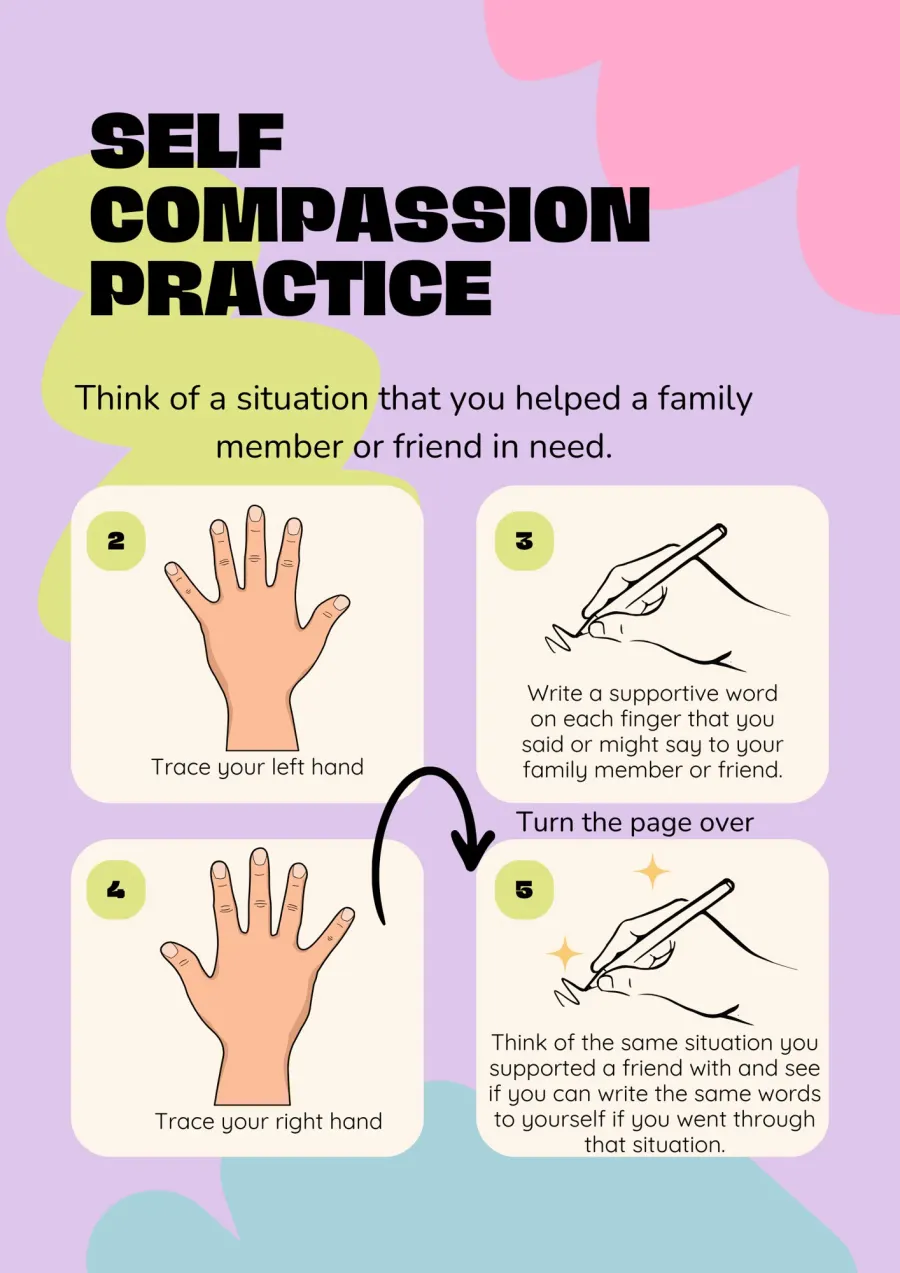 SELF
COMPASSION
PRACTICE
Think of a situation that you helped a family
member or friend in need.
2
Trace your left hand
3
Write a supportive word
on each finger that you
said or might say to your
family member or friend.
Turn the page over
4
Trace your right hand
5
Think of the same situation you
supported a friend with and see
if you can write the same words
to yourself if you went through
that situation.